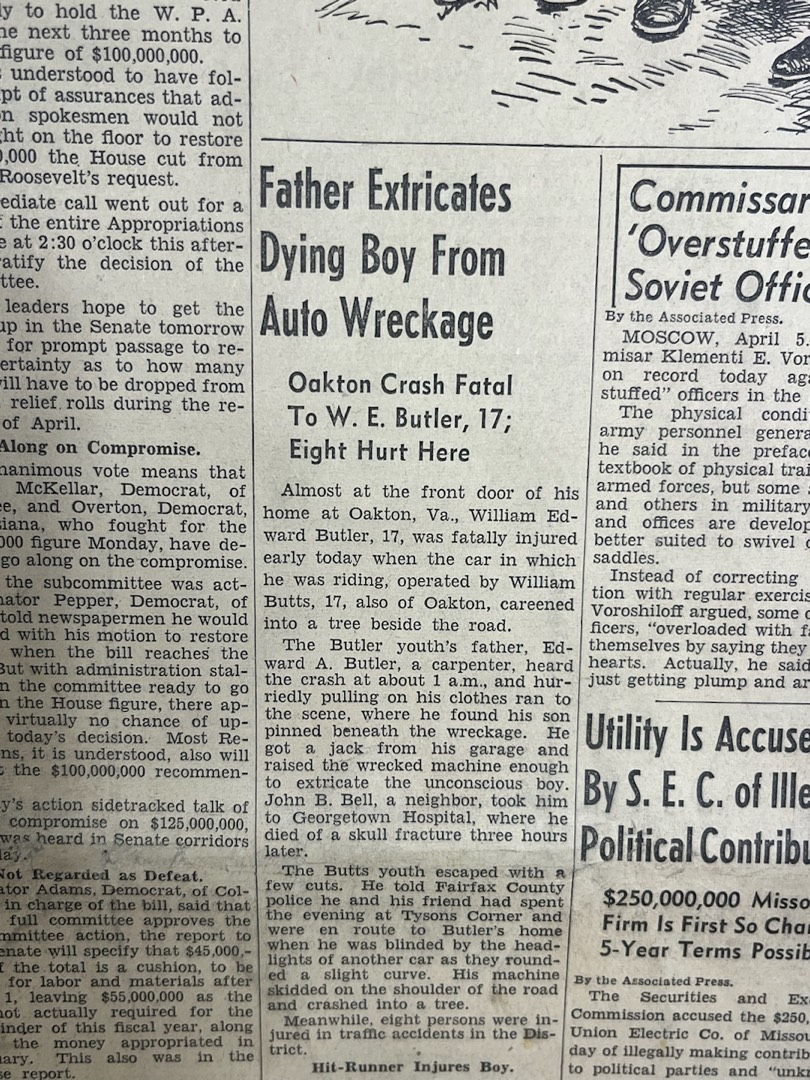 ly to hold the W. P. A.
ne next three months to
figure of $100,000,000.
s understood to have fol-
pt of assurances that ad-
n spokesmen would not
ght on the floor to restore
0,000 the House cut from
Roosevelt's request.
ediate call went out for a
f the entire Appropriations
e at 2:30 o'clock this after-
ratify the decision of the
ttee.
leaders hope to get the
up in the Senate tomorrow
for prompt passage to re-
ertainty as to how many
vill have to be dropped from
relief rolls during the re-
of April.
Along on Compromise.
nanimous vote means that
McKellar, Democrat, of
ee, and Overton, Democrat,
siana, who fought for the
000 figure Monday, have de-
go along on the compromise.
the subcommittee was act-
nator Pepper, Democrat, of
told newspapermen he would
d with his motion to restore
when the bill reaches the
But with administration stal-
n the committee ready to go
n the House figure, there ap-
virtually no chance of up-
today's decision. Most Re-
ns, it is understood, also will
t the $100,000,000 recommen-
y's action sidetracked talk of
compromise on $125,000,000,
was heard in Senate corridors
lay.
Not Regarded as Defeat.
ator Adams, Democrat, of Col-
in charge of the bill, said that
full committee approves the
mmittee action, the report to
enate will specify that $45,000,-
f the total is a cushion, to be
for labor and materials after
1, leaving $55,000,000 as the
not actually required for the
inder of this fiscal year, along
the money appropriated in
uary. This also was in the
se report.
Father Extricates
Dying Boy From
Auto Wreckage
Oakton Crash Fatal
To W. E. Butler, 17;
Eight Hurt Here
Almost at the front door of his
home at Oakton, Va., William Ed-
ward Butler, 17, was fatally injured
early today when the car in which
he was riding, operated by William
Butts, 17, also of Oakton, careened
into a tree beside the road.
The Butler youth's father, Ed-
ward A. Butler, a carpenter, heard
the crash at about 1 a.m., and hur-
riedly pulling on his clothes ran to
the scene, where he found his son
pinned beneath the wreckage. He
got a jack from his garage and
raised the wrecked machine enough
to extricate the unconscious boy.
John B. Bell, a neighbor, took him
to Georgetown Hospital, where he
died of a skull fracture three hours
later.
The Butts youth escaped with a
few cuts. He told Fairfax County
police he and his friend had spent
the evening at Tysons Corner and
were en route to Butler's home
when he was blinded by the head-
lights of another car as they round-
ed a slight curve. His machine
skidded on the shoulder of the road
and crashed into a tree.
Meanwhile, eight persons were in-
jured in traffic accidents in the Dis-
trict.
Hit-Runner Injures Boy.
Commissar
'Overstuffe
Soviet Offic
By the Associated Press.
MOSCOW, April 5.
misar Klementi E. Vor
on record today aga
stuffed" officers in the
The physical condi
army personnel genera
he said in the preface
textbook of physical trai
armed forces, but some
and others in military
and offices are develop
better suited to swivel c
saddles.
Instead of correcting
tion with regular exercis
Voroshiloff argued, some o
ficers, "overloaded with fa
themselves by saying they
hearts. Actually, he said
just getting plump and ar
Utility Is Accuse
By S. E. C. of Ille
Political Contribu
$250,000,000 Misso
Firm Is First So Char
5-Year Terms Possib
By the Associated Press.
The Securities and Ex
Commission accused the $250,
Union Electric Co. of Missou
day of illegally making contrib
to political parties and "unk